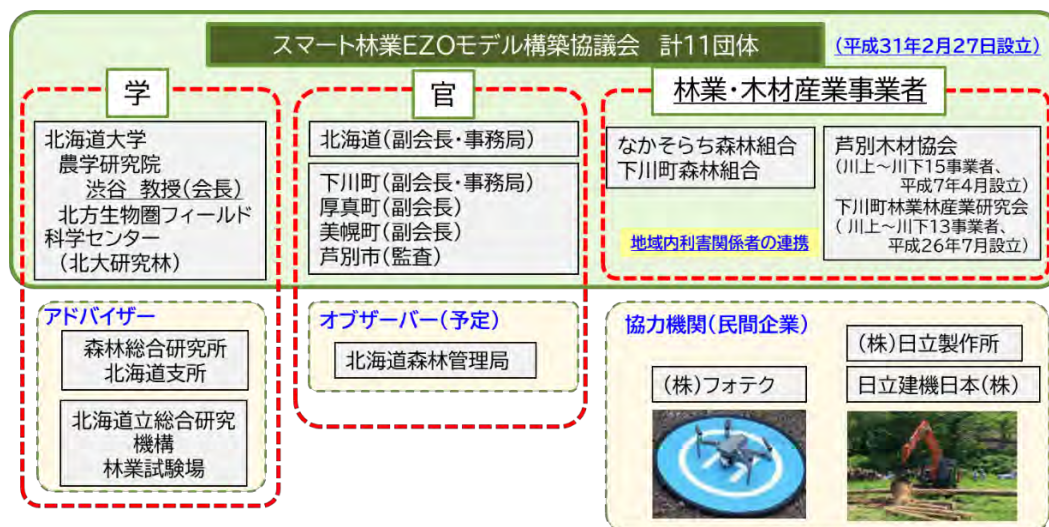 スマート林業EZOモデル構築協議会 計11団体
(平成31年2月27日設立)
学
北海道大学
農学研究院
渋谷 教授(会長)
北方生物圏フィールド
科学センター
(北大研究林)
官
北海道(副会長・事務局)
下川町(副会長・事務局)
厚真町(副会長)
美幌町(副会長)
芦別市(監査)
林業・木材産業事業者
なかそらち森林組合
下川町森林組合
地域内利害関係者の連携
芦別木材協会
(川上～川下15事業者、
平成7年4月設立)
下川町林業林産業研究会
(川上～川下13事業者、
平成26年7月設立)
アドバイザー
森林総合研究所
北海道支所
北海道立総合研究
機構
林業試験場
オブザーバー(予定)
北海道森林管理局
協力機関(民間企業)
(株)フォテク
(株)日立製作所
日立建機日本(株)